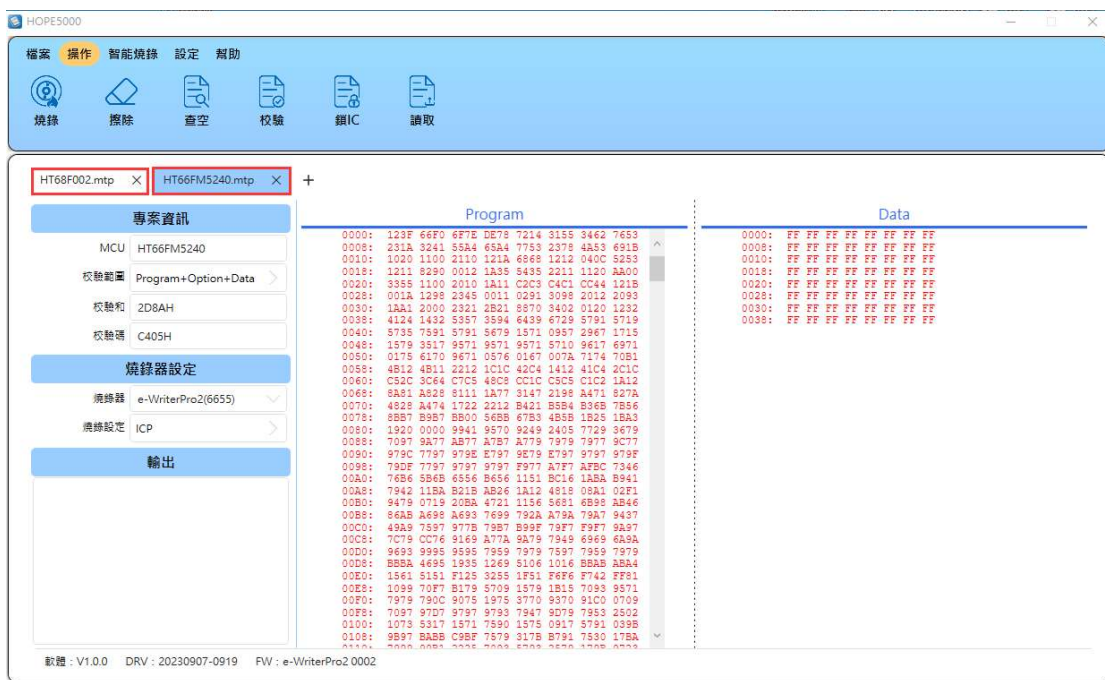 HOPE5000
檔案 操作 智能燒錄 設定 幫助
燒錄 擦除 查空 校驗 鎖IC 讀取
HT68F002.mtp × HT66FM5240.mtp × +
專案資訊
MCU HT66FM5240
校驗範圍 Program+Option+Data
校驗和 2D8AH
校驗碼 C405H
燒錄器設定
燒錄器 e-WriterPro2(6655)
燒錄設定 ICP
輸出
Program
0000: 123F 66F0 6F7E DE78 7214 3155 3462 7653
0008: 231A 3241 55A4 65A4 7753 2378 4A53 691B
0010: 1020 1100 2110 121A 6868 1212 040C 5253
0018: 1211 8290 0012 1A35 5435 2211 1120 AA00
0020: 3355 1100 2010 1A11 C2C3 C4C1 CC44 121B
0028: 001A 1298 2345 0011 0291 3098 2012 2093
0030: 1AA1 2000 2321 2B21 8870 3402 0120 1232
0038: 4124 1432 5357 3594 6439 6729 5791 5719
0040: 5735 7591 5791 5679 1571 0957 2967 1715
0048: 1579 3517 9571 9571 9571 5710 9617 6971
0050: 0175 6170 9671 0576 0167 007A 7174 70B1
0058: 4B12 4B11 2212 1C1C 42C4 1412 41C4 2C1C
0060: C52C 3C64 C7C5 48C8 CC1C C5C5 C1C2 1A12
0068: 8A81 A828 8111 1A77 3147 2198 A471 827A
0070: 4828 A474 1722 2212 B421 B5B4 B36B 7B56
0078: 8BB7 B9B7 BB00 56BB 67B3 4B5B 1B25 1BA3
0080: 1920 0000 9941 9570 9249 2405 7729 3679
0088: 7097 9A77 AB77 A7B7 A779 7979 7977 9C77
0090: 979C 7797 979E E797 9E79 E797 9797 979F
0098: 79DF 7797 9797 9797 F977 A7F7 AFBC 7346
00A0: 76B6 5B6B 6556 B656 1151 BC16 1ABA B941
00A8: 7942 11BA B21B AB26 1A12 4818 08A1 02F1
00B0: 9479 0719 20BA 4721 1156 5681 6B98 AB46
00B8: 86AB A698 A693 7699 792A A79A 79A7 9437
00C0: 49A9 7597 977B 79B7 B99F 79F7 F9F7 9A97
00C8: 7C79 CC76 9169 A77A 9A79 7949 6969 6A9A
00D0: 9693 9995 9595 7959 7979 7597 7959 7979
00D8: BBBA 4695 1935 1269 5106 1016 BBAB ABA4
00E0: 1561 5151 F125 3255 1F51 F6F6 F742 FF81
00E8: 1099 70F7 B179 5709 1579 1B15 7093 9571
00F0: 7979 790C 9075 1975 3770 9370 91C0 0709
00F8: 7097 97D7 9797 9793 7947 9D79 7953 2502
0100: 1073 5317 1571 7590 1575 0917 5791 039B
0108: 9B97 BABB C9BF 7579 317B B791 7530 17BA
Data
0000: FF FF FF FF FF FF FF FF
0008: FF FF FF FF FF FF FF FF
0010: FF FF FF FF FF FF FF FF
0018: FF FF FF FF FF FF FF FF
0020: FF FF FF FF FF FF FF FF
0028: FF FF FF FF FF FF FF FF
0030: FF FF FF FF FF FF FF FF
0038: FF FF FF FF FF FF FF FF
軟體：V1.0.0 DRV：20230907-0919 FW：e-WriterPro2 0002